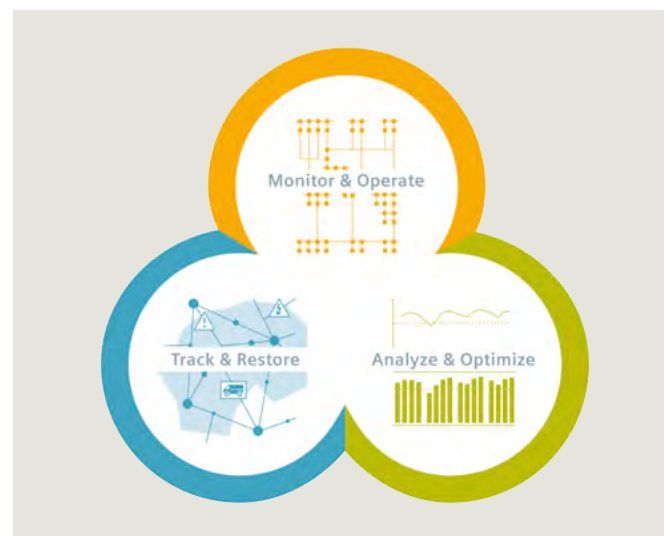 Monitor & Operate
Track & Restore
Analyze & Optimize